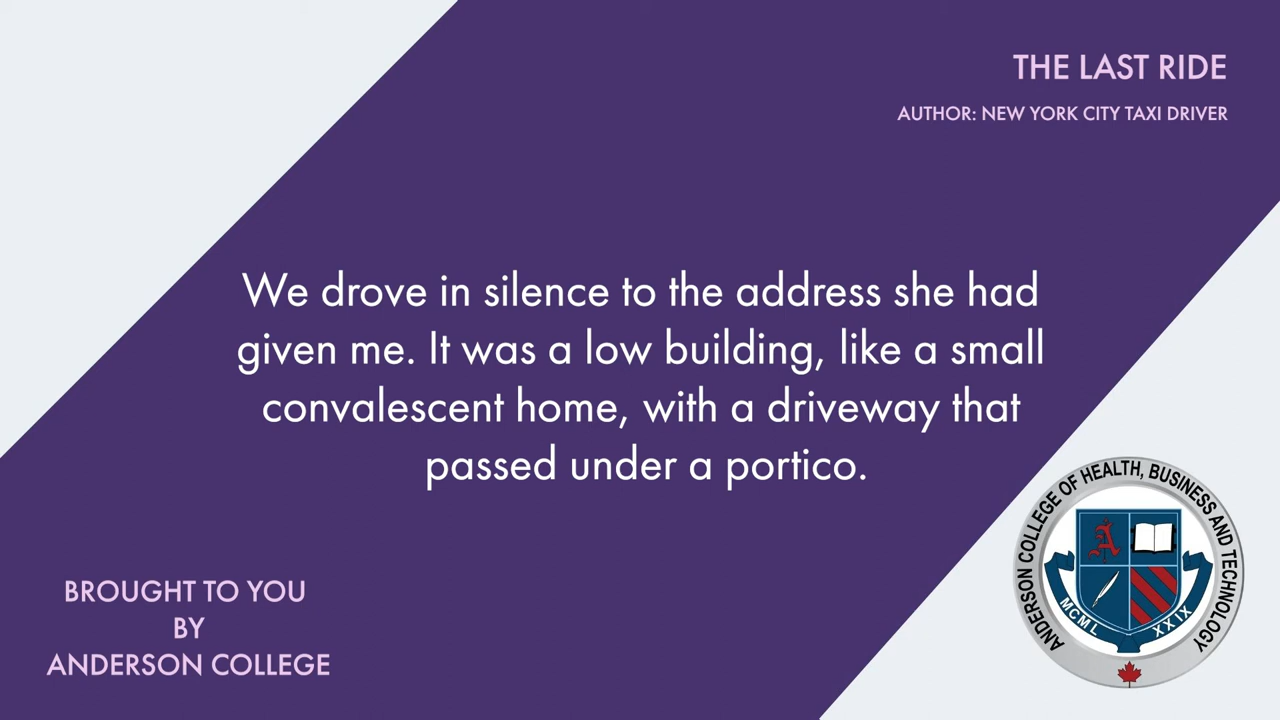 THE LAST RIDE
AUTHOR: NEW YORK CITY TAXI DRIVER
We drove in silence to the address she had
given me. It was a low building, like a small
convalescent home, with a driveway that
passed under a portico.
BROUGHT TO YOU
BY
ANDERSON COLLEGE
ANDERSON COLLEGE OF HEALTH, BUSINESS AND TECHNOLOGY
A
MCML XXIX